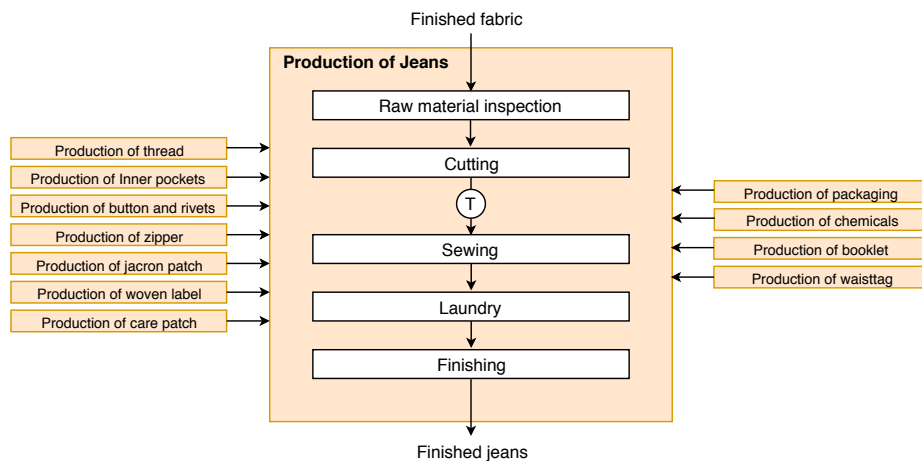 Finished fabric
Production of Jeans
Raw material inspection
Cutting
T
Sewing
Laundry
Finishing
Finished jeans
Production of thread
Production of Inner pockets
Production of button and rivets
Production of zipper
Production of jacron patch
Production of woven label
Production of care patch
Production of packaging
Production of chemicals
Production of booklet
Production of waisttag